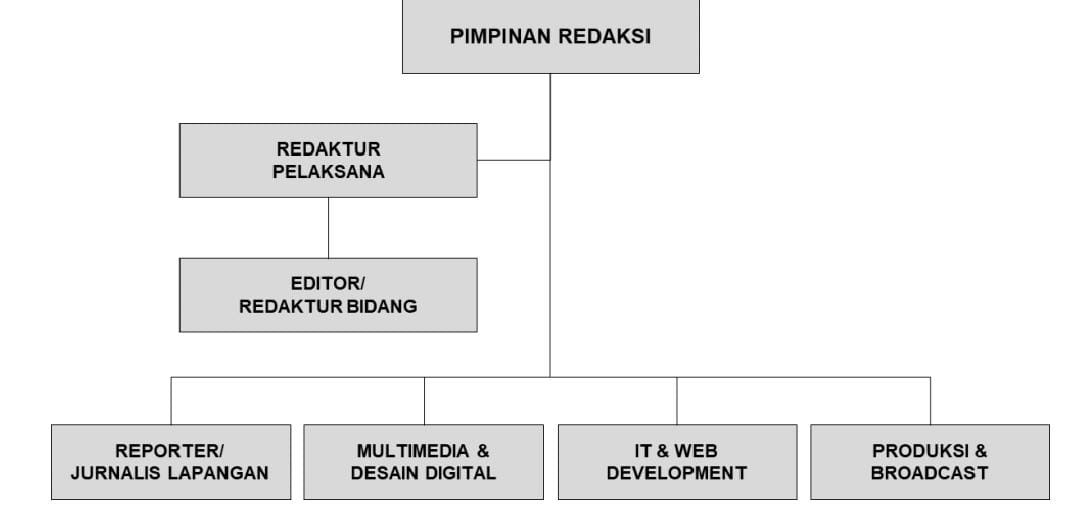 PIMPINAN REDAKSI
REDAKTUR
PELAKSANA
EDITOR/
REDAKTUR BIDANG
REPORTER/
JURNALIS LAPANGAN
MULTIMEDIA &
DESAIN DIGITAL
IT & WEB
DEVELOPMENT
PRODUKSI &
BROADCAST